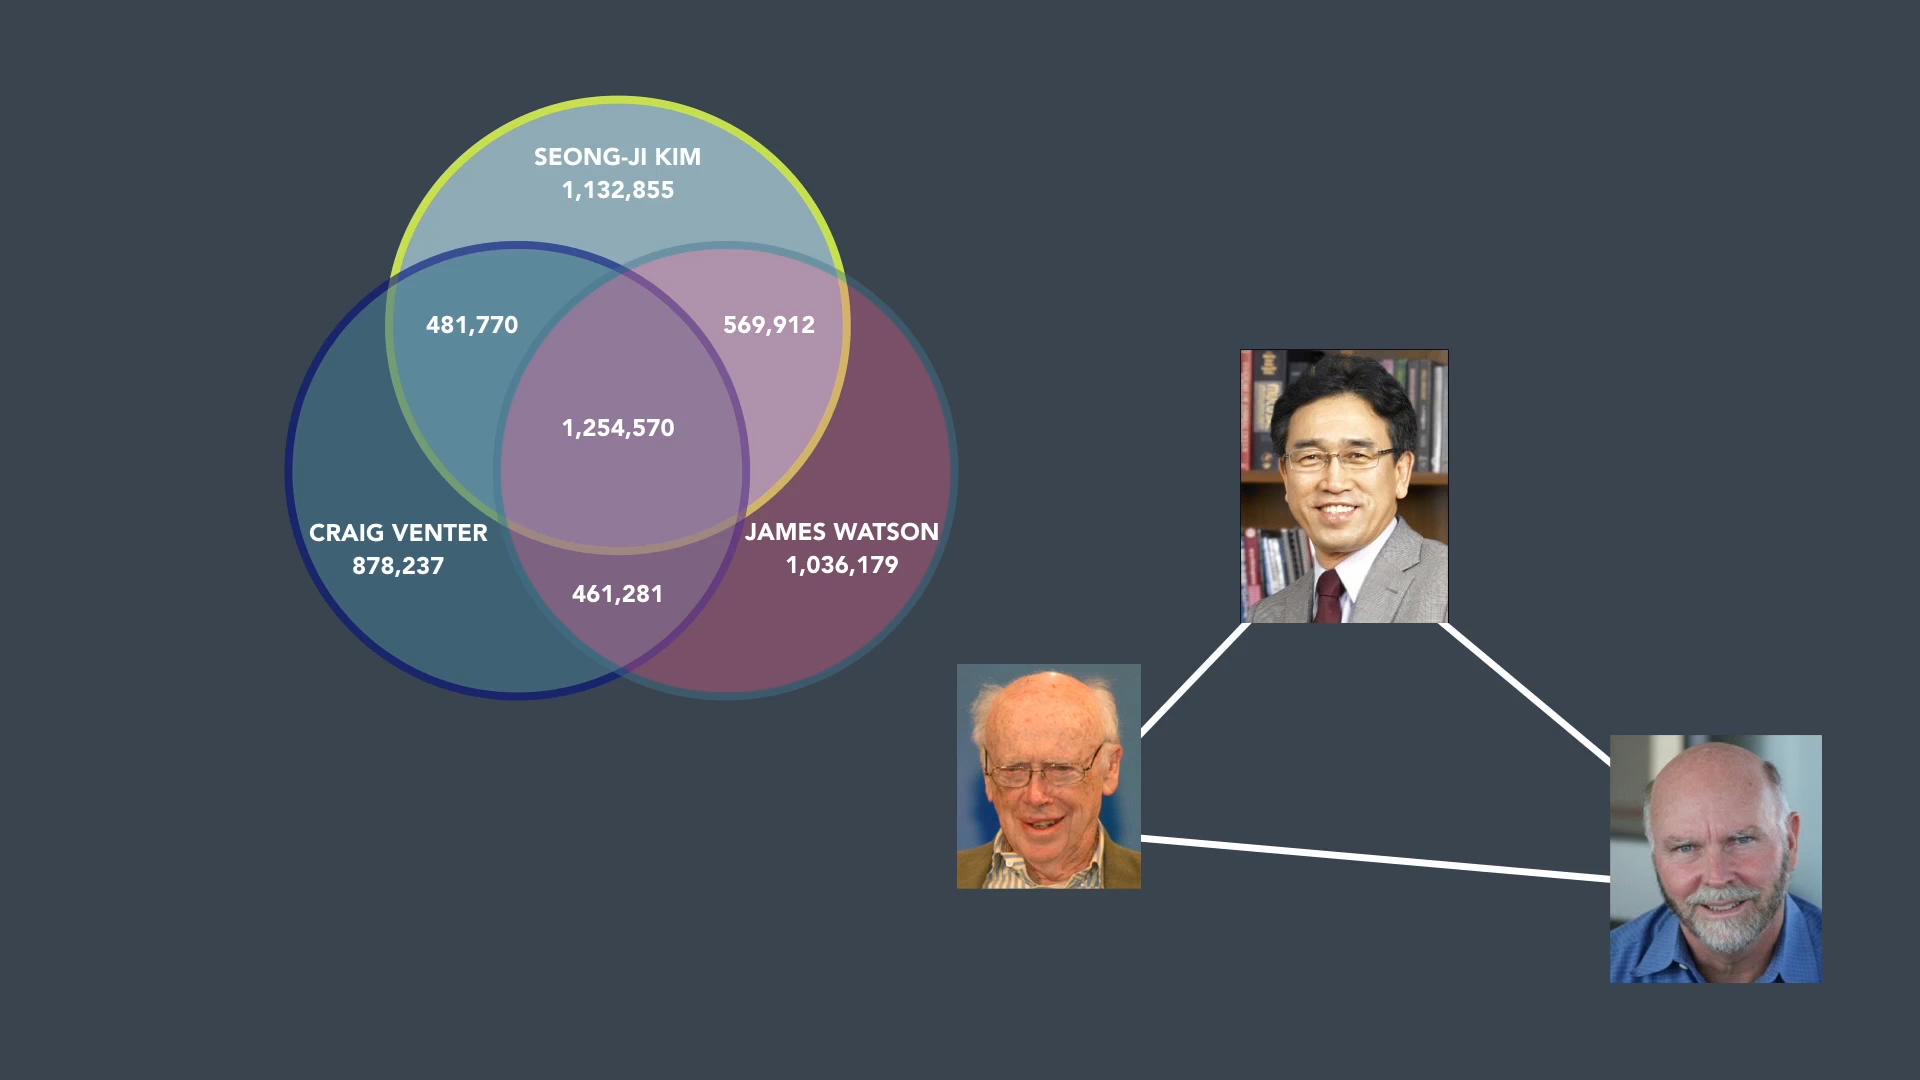 SEONG-JI KIM
1,132,855
481,770
569,912
1,254,570
CRAIG VENTER
878,237
JAMES WATSON
1,036,179
461,281